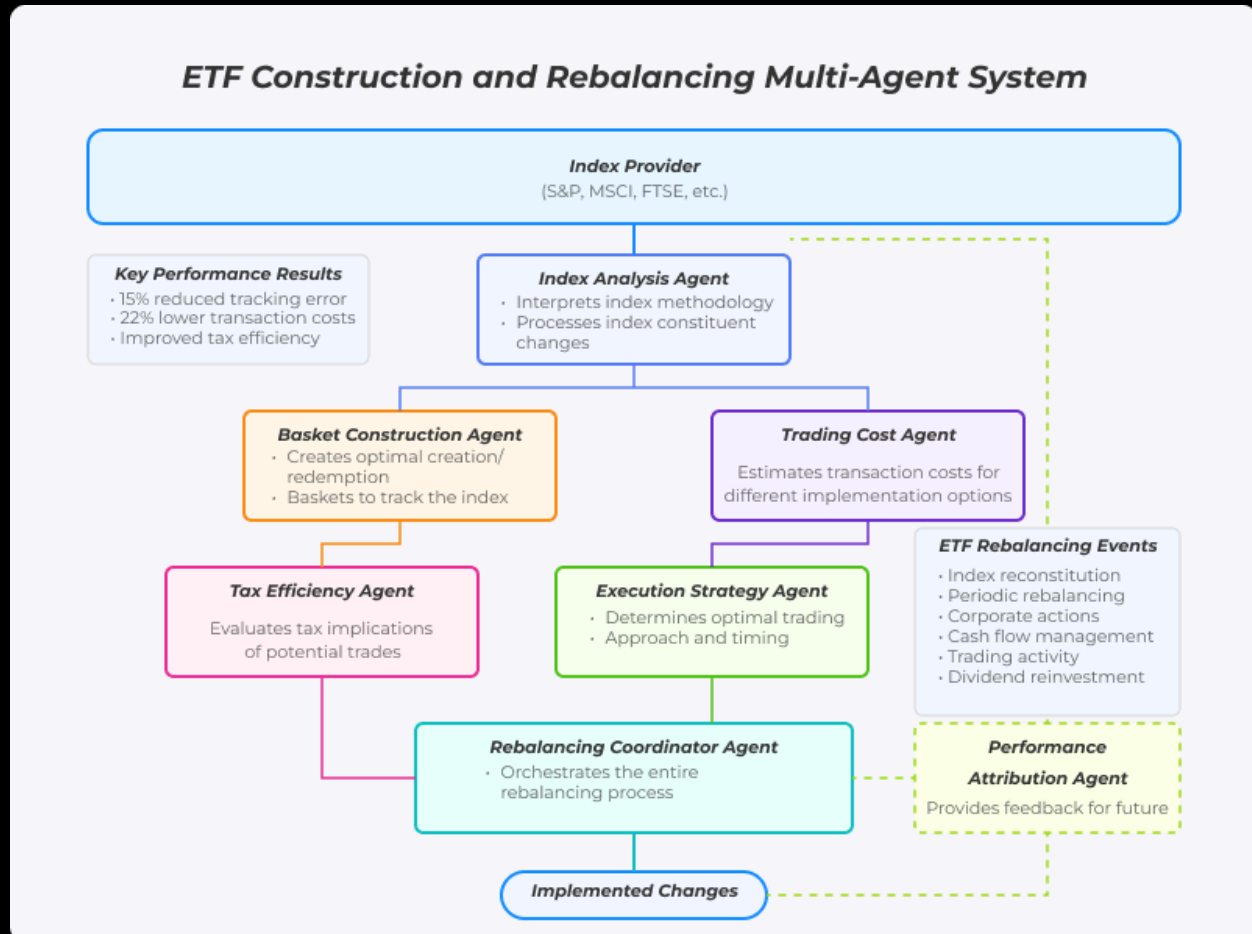 ETF Construction and Rebalancing Multi-Agent System
Index Provider
(S&P, MSCI, FTSE, etc.)
Key Performance Results
· 15% reduced tracking error
· 22% lower transaction costs
· Improved tax efficiency
Index Analysis Agent
· Interprets index methodology
· Processes index constituent
changes
Basket Construction Agent
· Creates optimal creation/
redemption
· Baskets to track the index
Trading Cost Agent
Estimates transaction costs for
different implementation options
Tax Efficiency Agent
Evaluates tax implications
of potential trades
Execution Strategy Agent
· Determines optimal trading
· Approach and timing
ETF Rebalancing Events
· Index reconstitution
· Periodic rebalancing
· Corporate actions
· Cash flow management
· Trading activity
· Dividend reinvestment
Rebalancing Coordinator Agent
· Orchestrates the entire
rebalancing process
Performance
Attribution Agent
Provides feedback for future
Implemented Changes